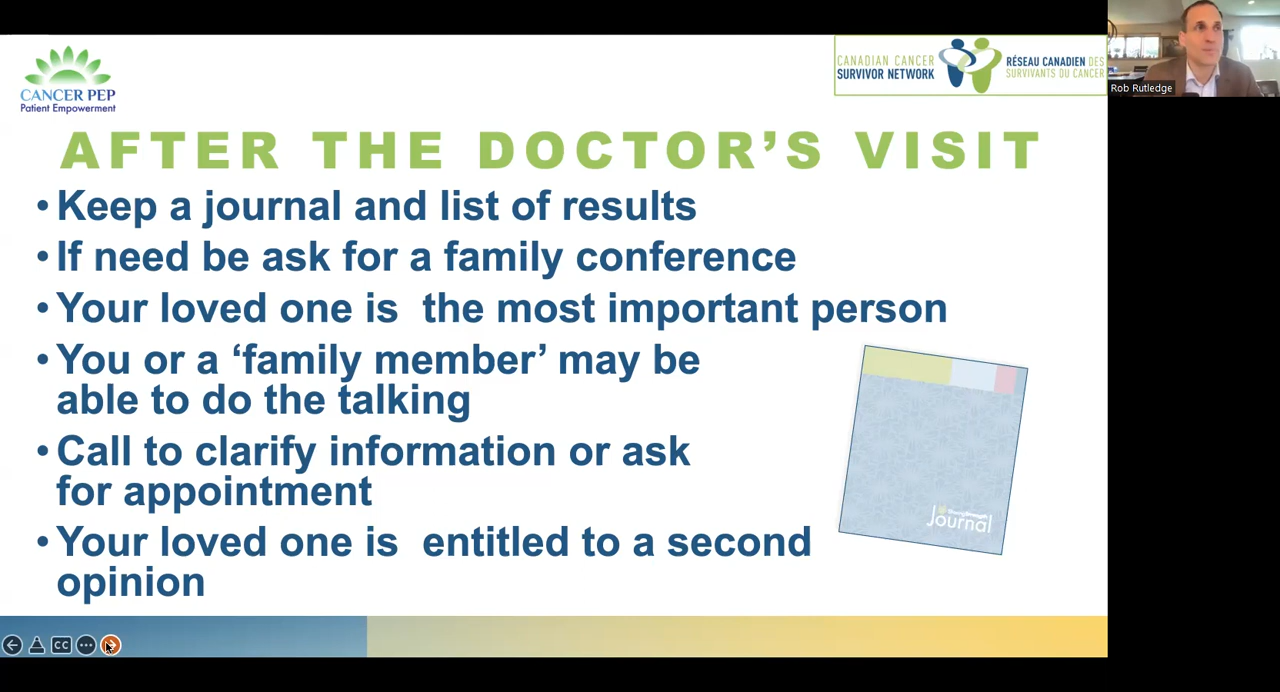 CANCER PEP
Patient Empowerment
CANADIAN CANCER
SURVIVOR NETWORK
RÉSEAU CANADIEN DES
SURVIVANTS DU CANCER
Rob Rutledge
AFTER THE DOCTOR’S VISIT
• Keep a journal and list of results
• If need be ask for a family conference
• Your loved one is the most important person
• You or a ‘family member’ may be
able to do the talking
• Call to clarify information or ask
for appointment
Journal
• Your loved one is entitled to a second
opinion
CC